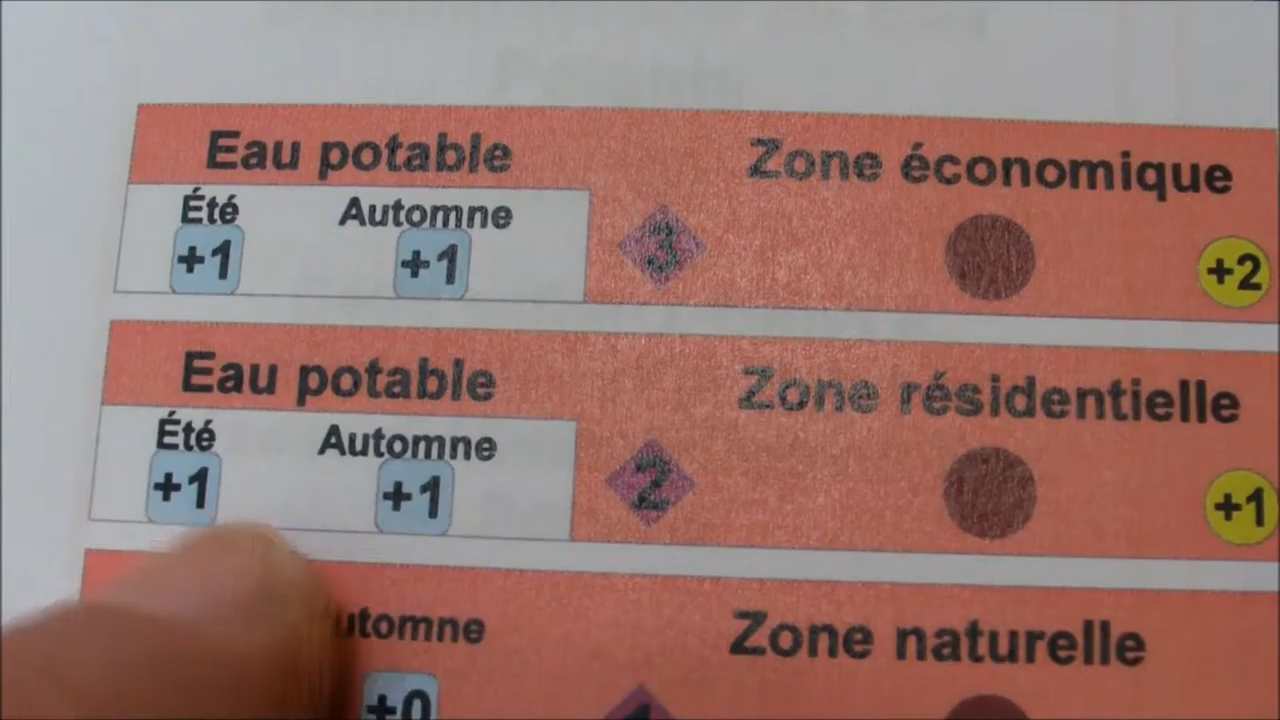 Eau potable
Zone économique
Été Automne
+1 +1 3 +2
Eau potable
Zone résidentielle
Été Automne
+1 +1 2 +1
Zone naturelle
+0